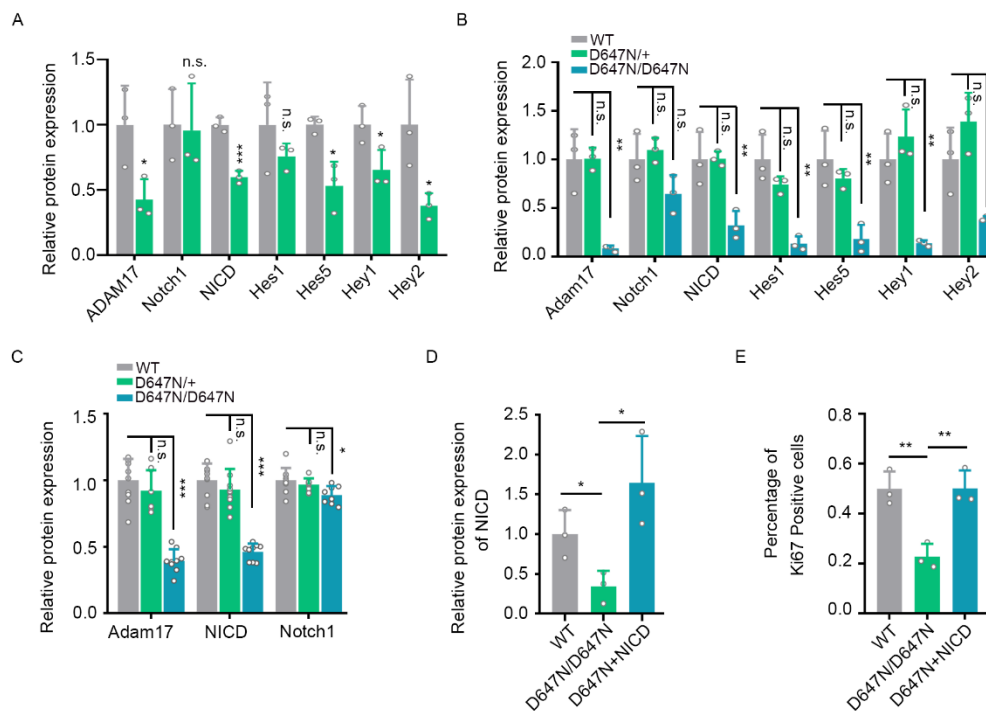 A
Relative protein expression
1.5
1.0
0.5
0.0
*
n.s.
***
n.s.
*
*
*
ADAM17
Notch1
NICD
Hes1
Hes5
Hey1
Hey2
B
WT
D647N/+
D647N/D647N
Relative protein expression
2.0
1.5
1.0
0.5
0.0
n.s.
**
n.s.
n.s.
n.s.
**
n.s.
**
n.s.
**
n.s.
**
n.s.
Adam17
Notch1
NICD
Hes1
Hes5
Hey1
Hey2
C
WT
D647N/+
D647N/D647N
Relative protein expression
1.5
1.0
0.5
0.0
n.s.
***
n.s
***
n.s.
*
Adam17
NICD
Notch1
D
Relative protein expression
of NICD
2.5
2.0
1.5
1.0
0.5
0.0
*
*
WT
D647N/D647N
D647N+NICD
E
Percentage of
Ki67 Positive cells
0.8
0.6
0.4
0.2
0.0
**
**
WT
D647N/D647N
D647N+NICD